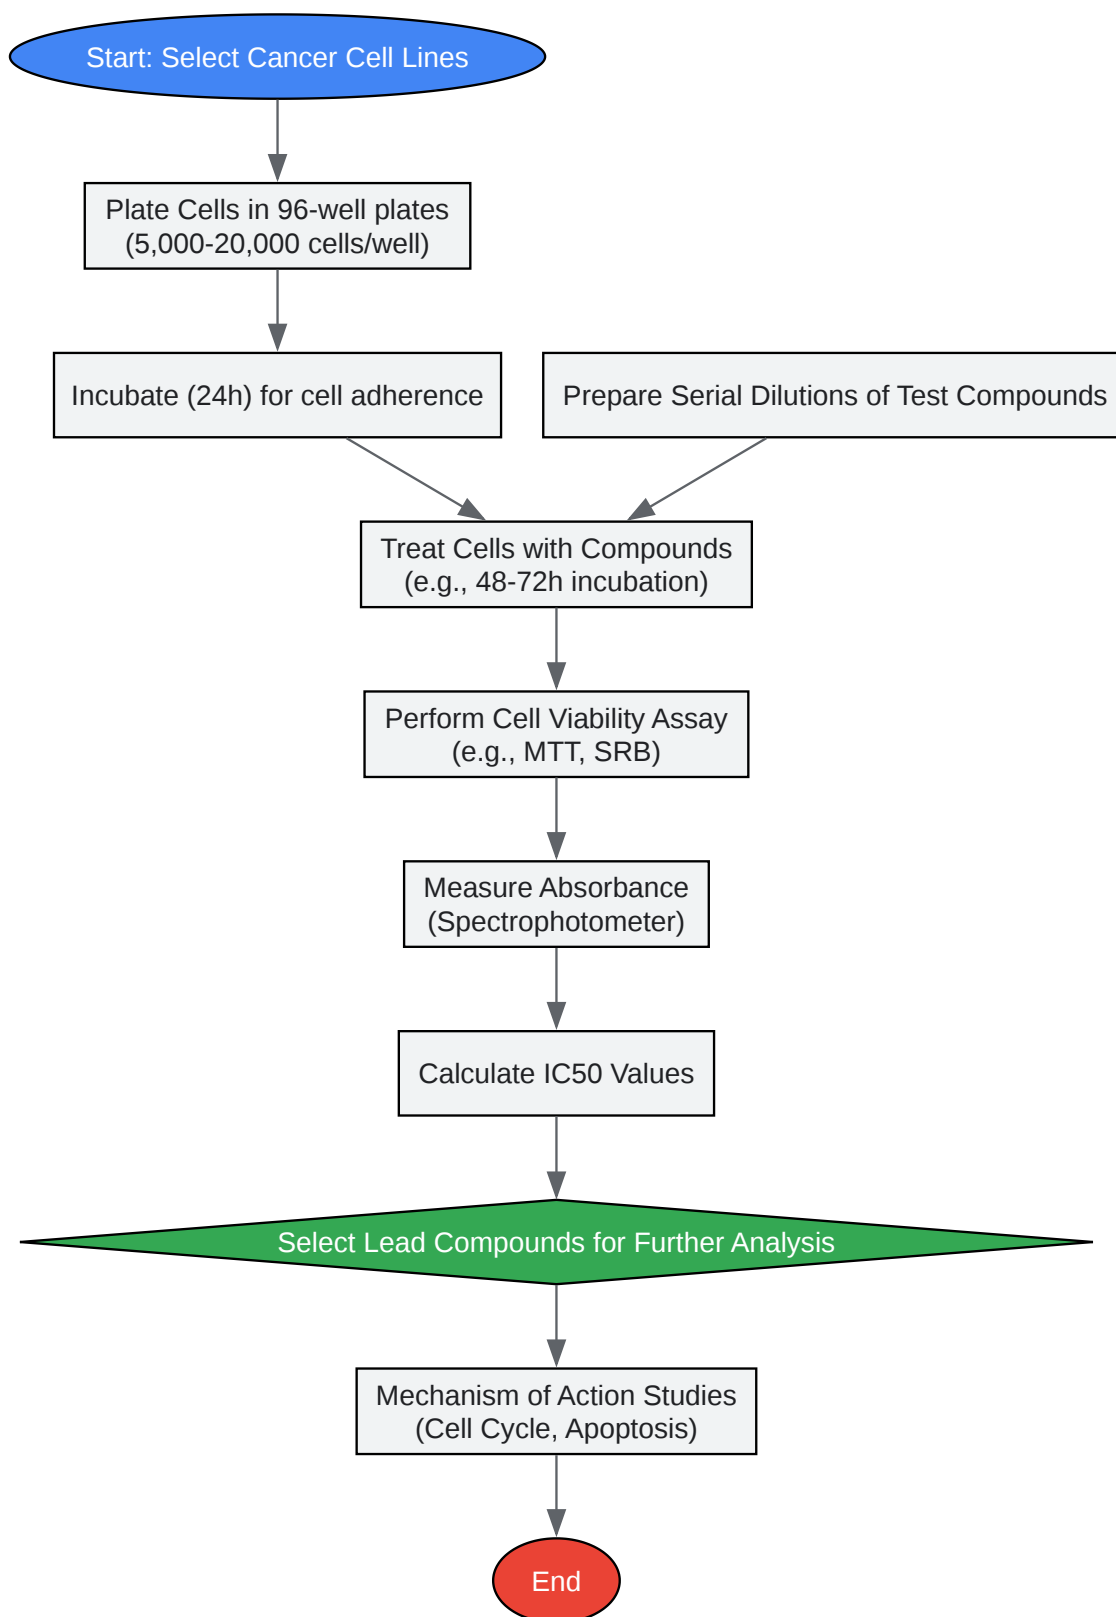 Start: Select Cancer Cell Lines
Plate Cells in 96-well plates
(5,000-20,000 cells/well)
Incubate (24h) for cell adherence
Prepare Serial Dilutions of Test Compounds
Treat Cells with Compounds
(e.g., 48-72h incubation)
Perform Cell Viability Assay
(e.g., MTT, SRB)
Measure Absorbance
(Spectrophotometer)
Calculate IC50 Values
Select Lead Compounds for Further Analysis
Mechanism of Action Studies
(Cell Cycle, Apoptosis)
End